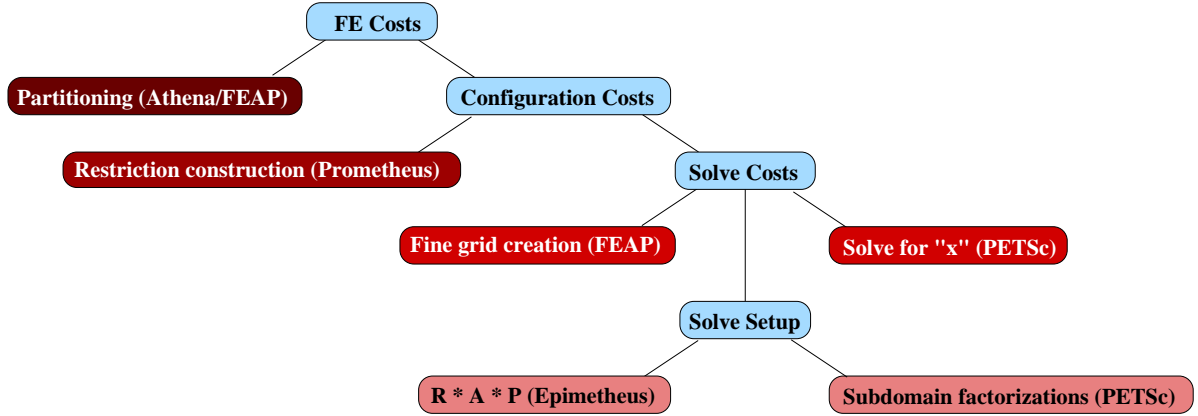 FE Costs
Partitioning (Athena/FEAP)
Configuration Costs
Restriction construction (Prometheus)
Solve Costs
Fine grid creation (FEAP)
Solve for "x" (PETSc)
Solve Setup
R * A * P (Epimetheus)
Subdomain factorizations (PETSc)